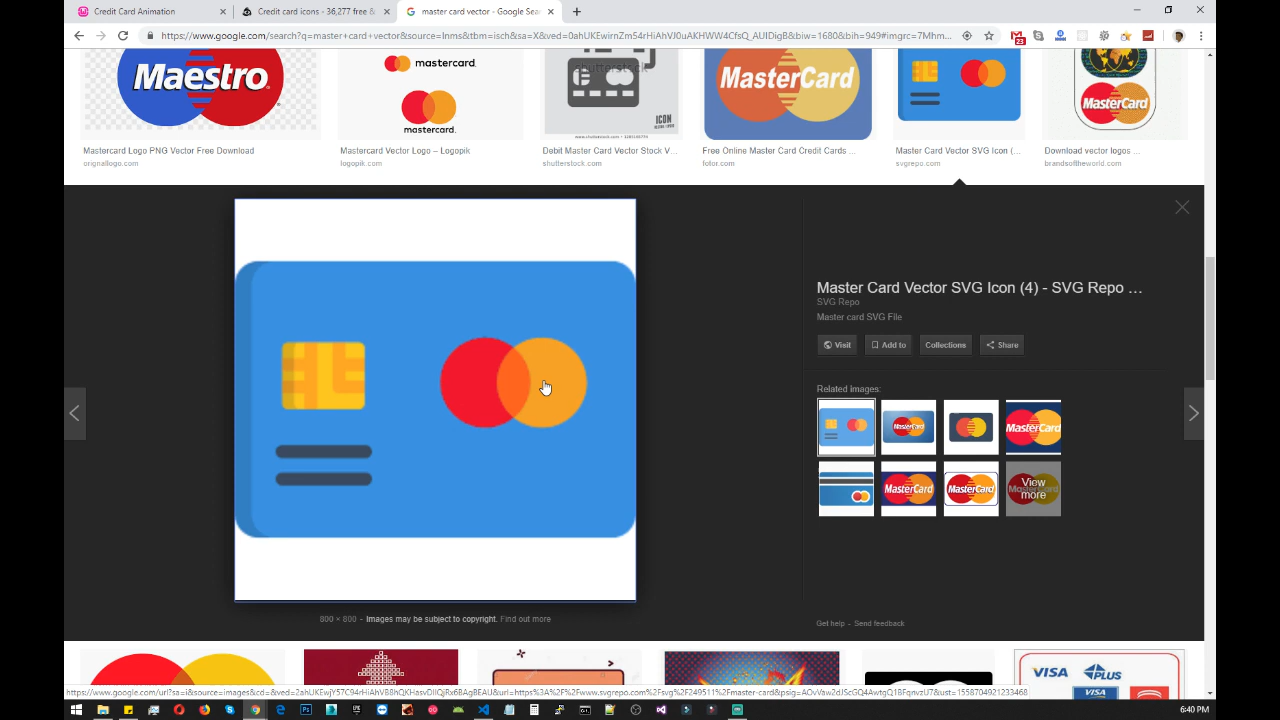 Credit Card Animation
Credit card icons - 36,277 free &
master card vector - Google Sea
https://www.google.com/search?q=master+card+vector&source=lnms&tbm=isch&sa=X&ved=0ahUKEwirnZm54RHiAhVJ0uAKHWW4CfsQ_AUIDigB&biw=1680&bih=949#imgrc=7Mhm...
23
Maestro
mastercard.
mastercard.
shutterstock
ICON
MasterCard
MasterCard
Mastercard Logo PNG Vector Free Download
orignallogo.com
Mastercard Vector Logo – Logopik
logopik.com
Debit Master Card Vector Stock V...
shutterstock.com
Free Online Master Card Credit Cards ...
fotor.com
Master Card Vector SVG Icon (...
svgrepo.com
Download vector logos ...
brandsoftheworld.com
Master Card Vector SVG Icon (4) - SVG Repo ...
SVG Repo
Master card SVG File
Visit
Add to
Collections
Share
Related Images:
MasterCard
MasterCard
MasterCard
MasterCard
View
more
800 × 800 - Images may be subject to copyright. Find out more
Get help - Send feedback
VISA
PLUS
VISA
6:40 PM